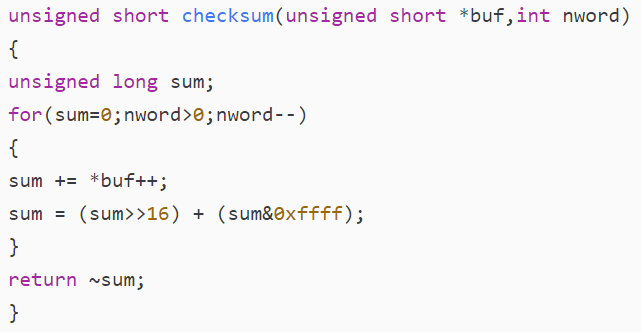 unsigned short checksum(unsigned short *buf,int nword)
{
unsigned long sum;
for(sum=0;nword>0;nword--)
{
sum += *buf++;
sum = (sum>>16) + (sum&0xffff);
}
return ~sum;
}